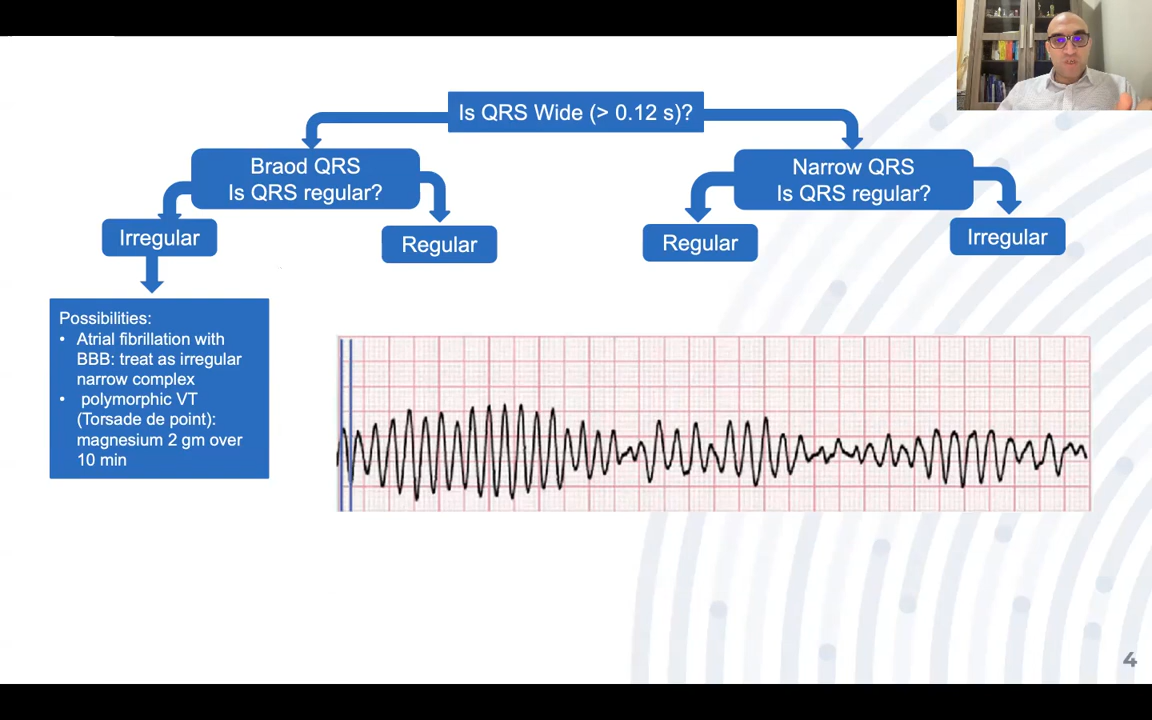 Is QRS Wide (> 0.12 s)?
Braod QRS
Is QRS regular?
Narrow QRS
Is QRS regular?
Irregular
Regular
Regular
Irregular
Possibilities:
• Atrial fibrillation with
BBB: treat as irregular
narrow complex
• polymorphic VT
(Torsade de point):
magnesium 2 gm over
10 min
4